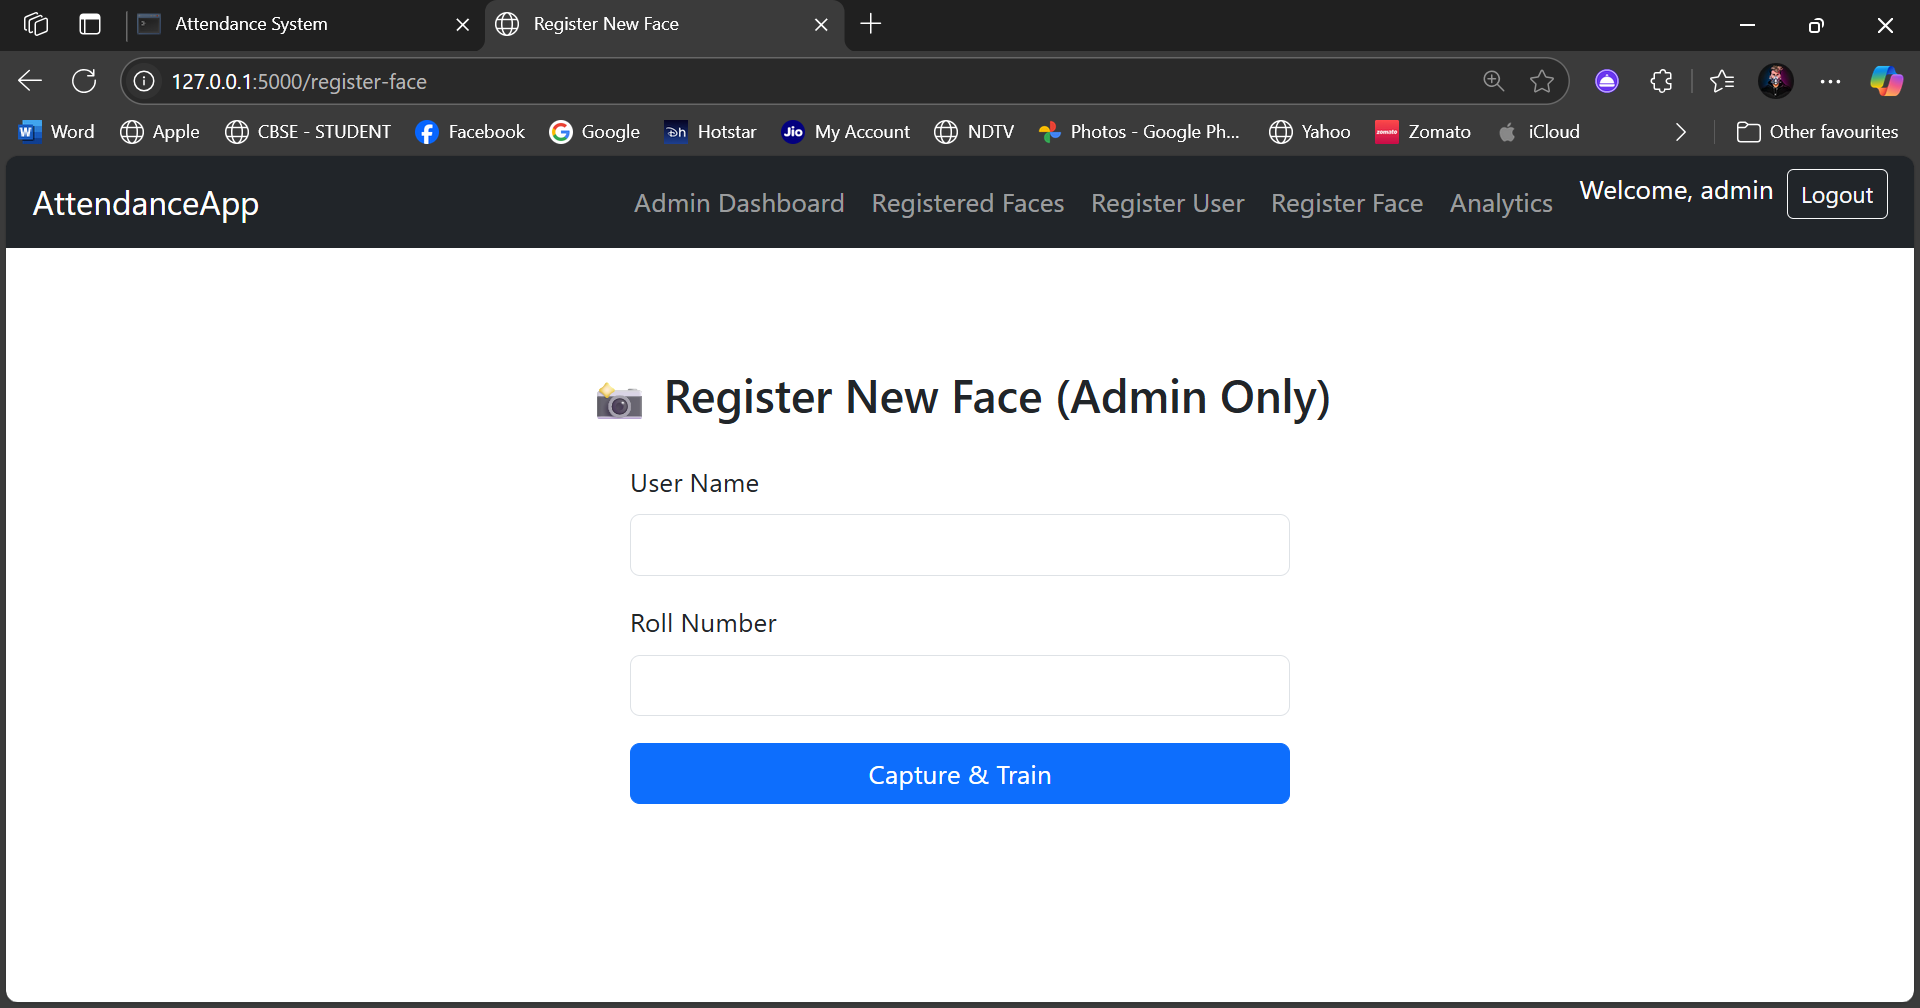 Attendance System
Register New Face
127.0.0.1:5000/register-face
Word Apple CBSE - STUDENT Facebook Google Hotstar My Account NDTV Photos - Google Ph... Yahoo Zomato iCloud Other favourites
AttendanceApp Admin Dashboard Registered Faces Register User Register Face Analytics Welcome, admin Logout
Register New Face (Admin Only)
User Name
Roll Number
Capture & Train